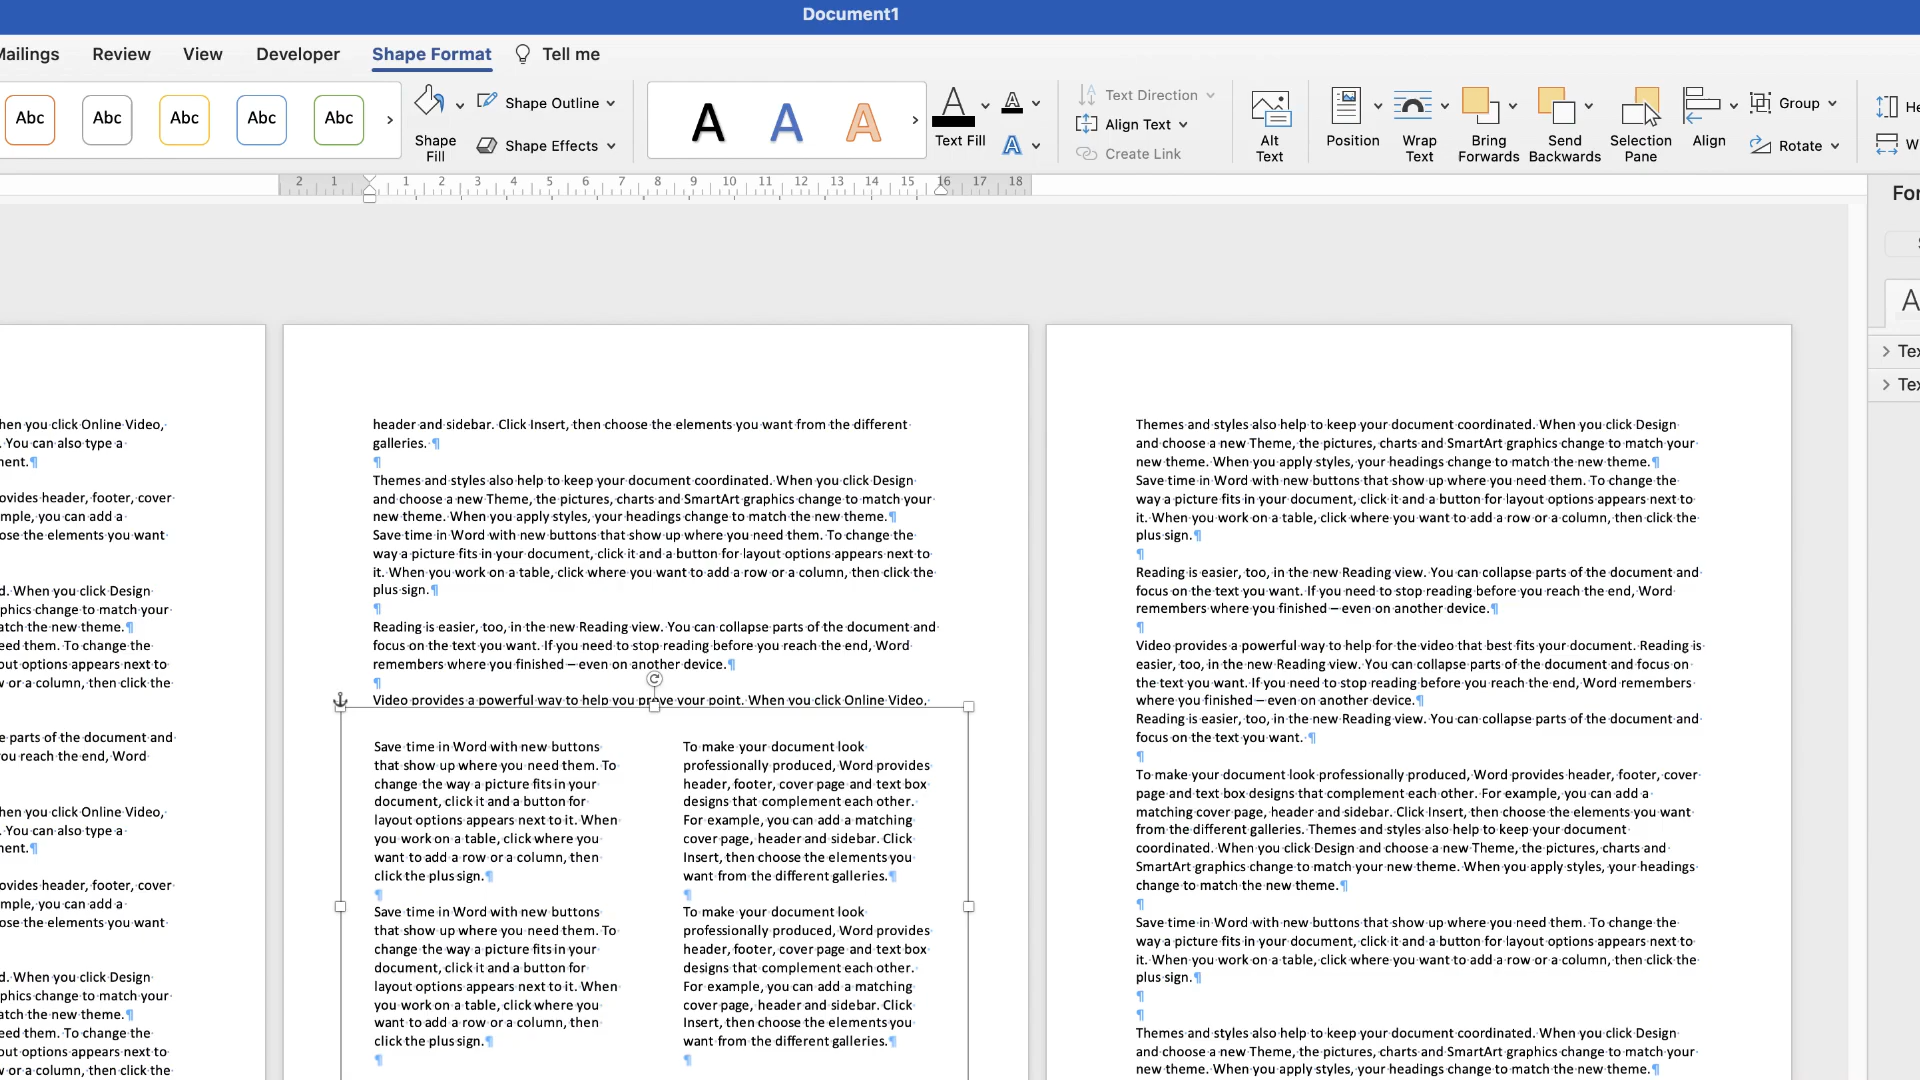 Document1
Mailings Review View Developer Shape Format Tell me
Abc Abc Abc Abc Abc
Shape Fill
Shape Outline
Shape Effects
A A A
Text Fill
Text Direction
Align Text
Create Link
Alt Text
Position
Wrap Text
Bring Forwards
Send Backwards
Selection Pane
Align
Group
Rotate
He
W
2 1 1 2 3 4 5 6 7 8 9 10 11 12 13 14 15 16 17 18
For
A
Tex
Tex
hen you click Online Video,
. You can also type a
ment.¶
ovides header, footer, cover
mple, you can add a
ose the elements you want
d. When you click Design
phics change to match your
atch the new theme.¶
eed them. To change the
out options appears next to
w or a column, then click the
e parts of the document and
ou reach the end, Word
hen you click Online Video,
. You can also type a
ment.¶
ovides header, footer, cover
mple, you can add a
ose the elements you want
d. When you click Design
phics change to match your
atch the new theme.¶
eed them. To change the
out options appears next to
w or a column, then click the
header and sidebar. Click Insert, then choose the elements you want from the different
galleries. ¶
¶
Themes and styles also help to keep your document coordinated. When you click Design
and choose a new Theme, the pictures, charts and SmartArt graphics change to match your
new theme. When you apply styles, your headings change to match the new theme.¶
Save time in Word with new buttons that show up where you need them. To change the
way a picture fits in your document, click it and a button for layout options appears next to
it. When you work on a table, click where you want to add a row or a column, then click the
plus sign.¶
¶
Reading is easier, too, in the new Reading view. You can collapse parts of the document and
focus on the text you want. If you need to stop reading before you reach the end, Word
remembers where you finished – even on another device.¶
¶
Video provides a powerful way to help you prove your point. When you click Online Video,
Save time in Word with new buttons
that show up where you need them. To
change the way a picture fits in your
document, click it and a button for
layout options appears next to it. When
you work on a table, click where you
want to add a row or a column, then
click the plus sign.¶
¶
Save time in Word with new buttons
that show up where you need them. To
change the way a picture fits in your
document, click it and a button for
layout options appears next to it. When
you work on a table, click where you
want to add a row or a column, then
click the plus sign.¶
¶
To make your document look
professionally produced, Word provides
header, footer, cover page and text box
designs that complement each other.
For example, you can add a matching
cover page, header and sidebar. Click
Insert, then choose the elements you
want from the different galleries.¶
¶
To make your document look
professionally produced, Word provides
header, footer, cover page and text box
designs that complement each other.
For example, you can add a matching
cover page, header and sidebar. Click
Insert, then choose the elements you
want from the different galleries.¶
¶
Themes and styles also help to keep your document coordinated. When you click Design
and choose a new Theme, the pictures, charts and SmartArt graphics change to match your
new theme. When you apply styles, your headings change to match the new theme.¶
Save time in Word with new buttons that show up where you need them. To change the
way a picture fits in your document, click it and a button for layout options appears next to
it. When you work on a table, click where you want to add a row or a column, then click the
plus sign.¶
¶
Reading is easier, too, in the new Reading view. You can collapse parts of the document and
focus on the text you want. If you need to stop reading before you reach the end, Word
remembers where you finished – even on another device.¶
¶
Video provides a powerful way to help for the video that best fits your document. Reading is
easier, too, in the new Reading view. You can collapse parts of the document and focus on
the text you want. If you need to stop reading before you reach the end, Word remembers
where you finished – even on another device.¶
Reading is easier, too, in the new Reading view. You can collapse parts of the document and
focus on the text you want. ¶
¶
To make your document look professionally produced, Word provides header, footer, cover
page and text box designs that complement each other. For example, you can add a
matching cover page, header and sidebar. Click Insert, then choose the elements you want
from the different galleries. Themes and styles also help to keep your document
coordinated. When you click Design and choose a new Theme, the pictures, charts and
SmartArt graphics change to match your new theme. When you apply styles, your headings
change to match the new theme.¶
¶
Save time in Word with new buttons that show up where you need them. To change the
way a picture fits in your document, click it and a button for layout options appears next to
it. When you work on a table, click where you want to add a row or a column, then click the
plus sign.¶
¶
¶
Themes and styles also help to keep your document coordinated. When you click Design
and choose a new Theme, the pictures, charts and SmartArt graphics change to match your
new theme. When you apply styles, your headings change to match the new theme.¶